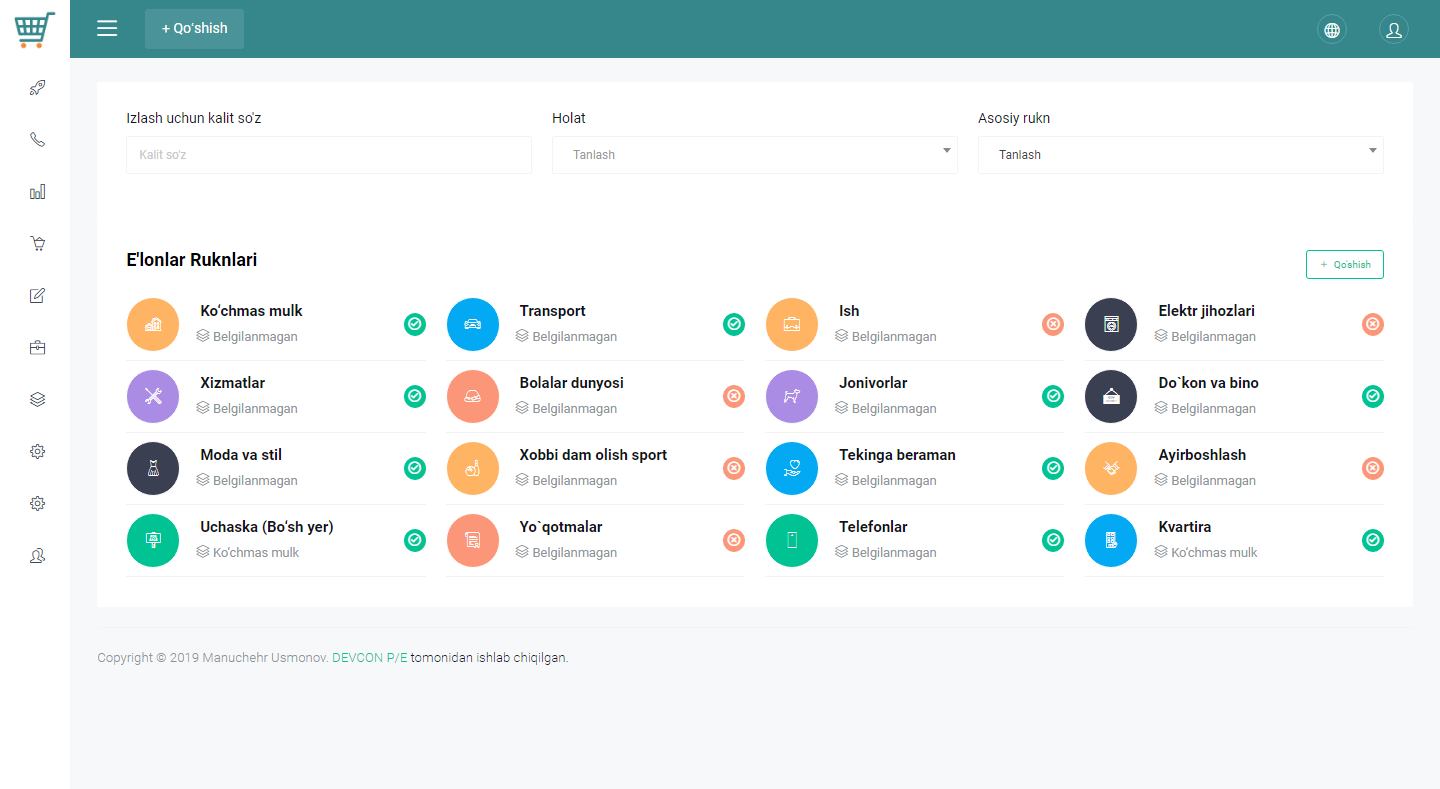 + Qo‘shish
Izlash uchun kalit so'z
Holat
Asosiy rukn
Kalit so'z
Tanlash
Tanlash
E'lonlar Ruknlari
+ Qo'shish
Ko‘chmas mulk
Belgilanmagan
Transport
Belgilanmagan
Ish
Belgilanmagan
Elektr jihozlari
Belgilanmagan
Xizmatlar
Belgilanmagan
Bolalar dunyosi
Belgilanmagan
Jonivorlar
Belgilanmagan
Do`kon va bino
Belgilanmagan
Moda va stil
Belgilanmagan
Xobbi dam olish sport
Belgilanmagan
Tekinga beraman
Belgilanmagan
Ayirboshlash
Belgilanmagan
Uchaska (Bo‘sh yer)
Ko‘chmas mulk
Yo`qotmalar
Belgilanmagan
Telefonlar
Belgilanmagan
Kvartira
Ko‘chmas mulk
Copyright © 2019 Manuchehr Usmonov. DEVCON P/E tomonidan ishlab chiqilgan.